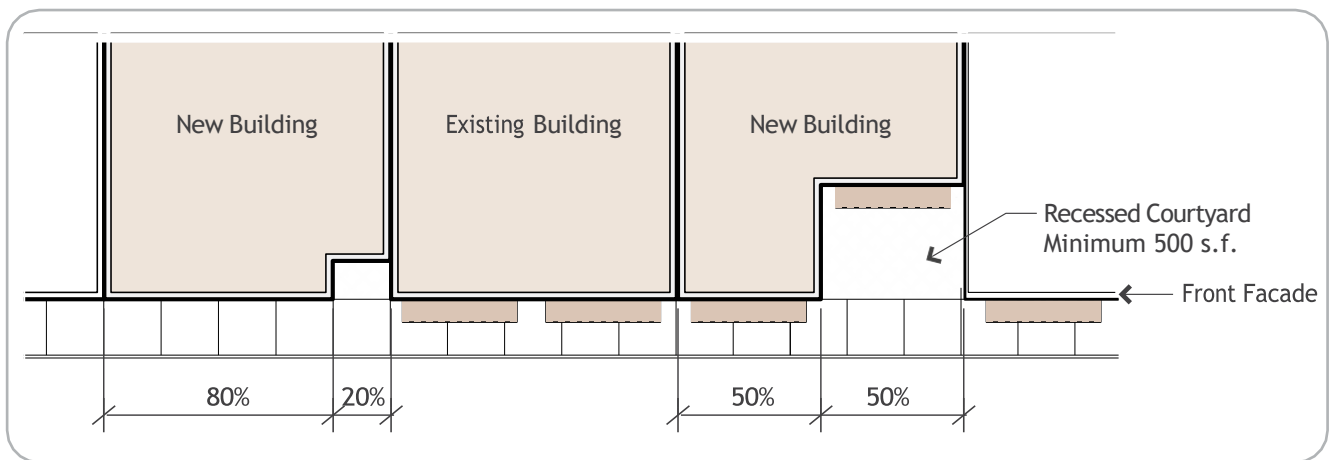 New Building
Existing Building
New Building
Recessed Courtyard
Minimum 500 s.f.
Front Facade
80%
20%
50%
50%